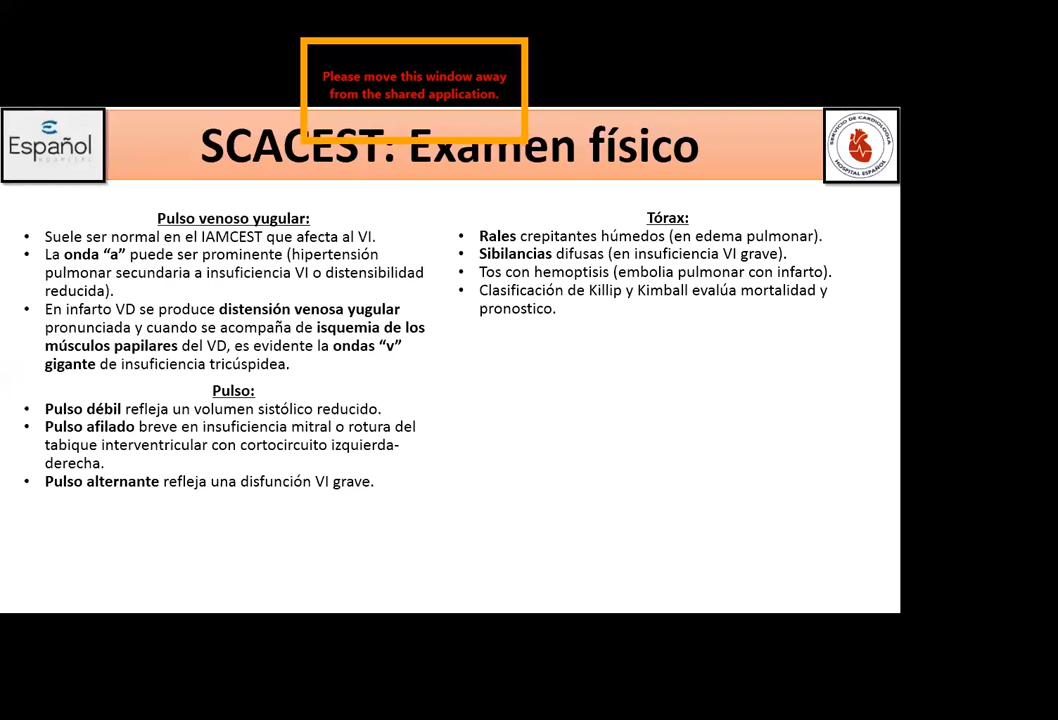 Please move this window away
from the shared application.
Español
HOSPITAL
SCACEST: Examen físico
SERVICIO DE CARDIOLOGIA
HOSPITAL ESPAÑOL
Pulso venoso yugular:
• Suele ser normal en el IAMCEST que afecta al VI.
• La onda “a” puede ser prominente (hipertensión
pulmonar secundaria a insuficiencia VI o distensibilidad
reducida).
• En infarto VD se produce distensión venosa yugular
pronunciada y cuando se acompaña de isquemia de los
músculos papilares del VD, es evidente la ondas “v”
gigante de insuficiencia tricúspidea.
Pulso:
• Pulso débil refleja un volumen sistólico reducido.
• Pulso afilado breve en insuficiencia mitral o rotura del
tabique interventricular con cortocircuito izquierda-
derecha.
• Pulso alternante refleja una disfunción VI grave.
Tórax:
• Rales crepitantes húmedos (en edema pulmonar).
• Sibilancias difusas (en insuficiencia VI grave).
• Tos con hemoptisis (embolia pulmonar con infarto).
• Clasificación de Killip y Kimball evalúa mortalidad y
pronostico.